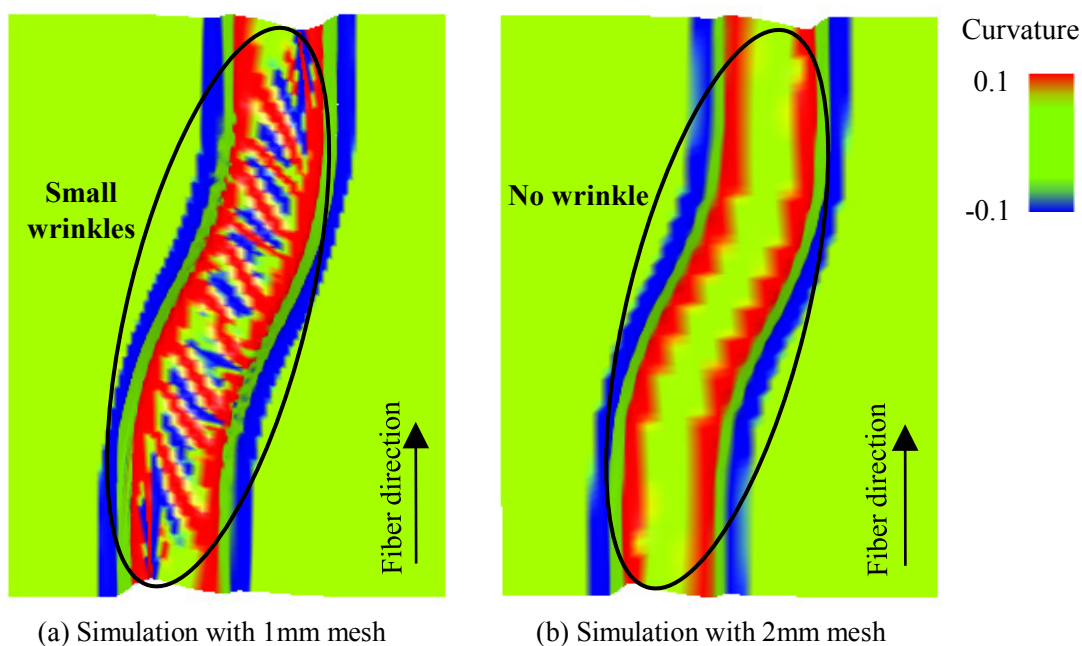 Small
wrinkles
Fiber direction
(a) Simulation with 1mm mesh
No wrinkle
Fiber direction
(b) Simulation with 2mm mesh
Curvature
0.1
-0.1